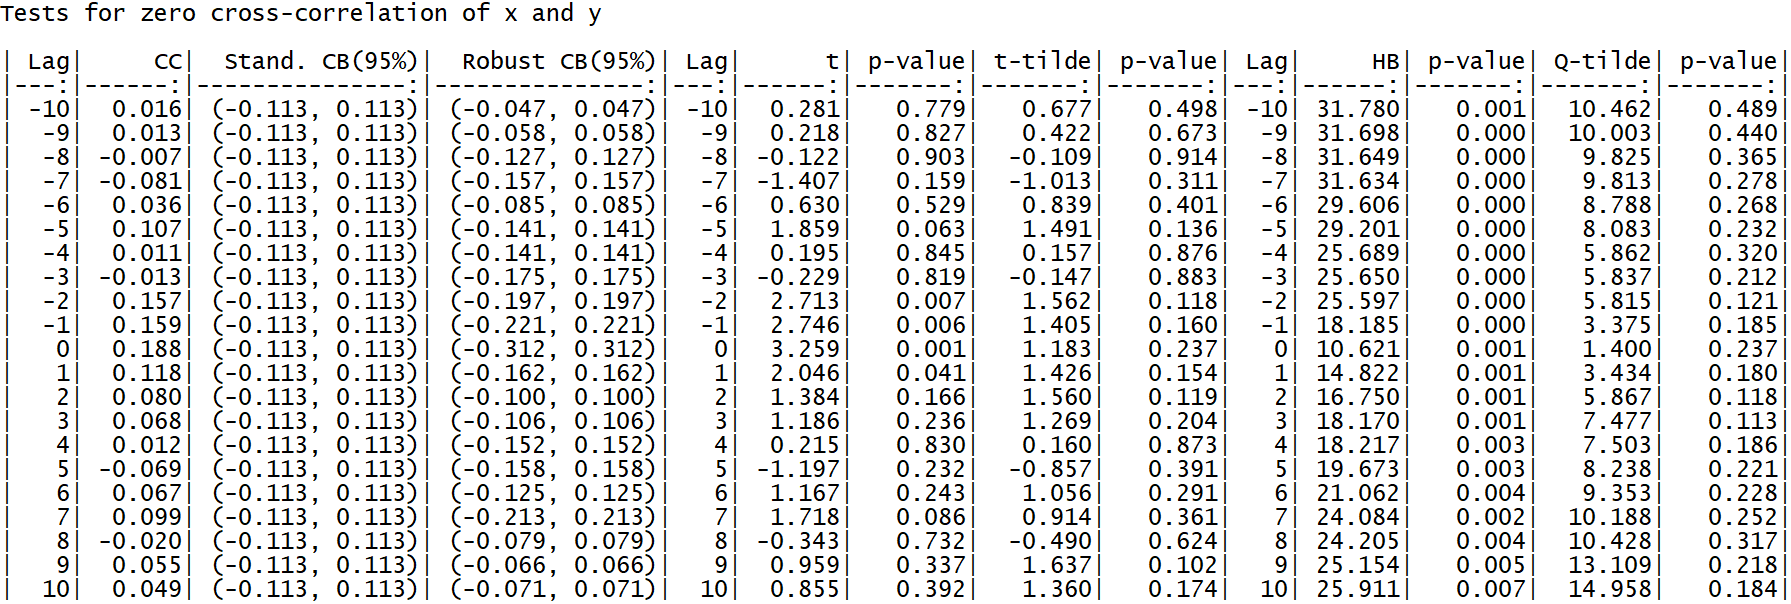 Tests for zero cross-correlation of x and y
| Lag|     CC|  Stand. CB(95%)|  Robust CB(95%)| Lag|      t| p-value| t-tilde| p-value| Lag|     HB| p-value| Q-tilde| p-value|
|---:|------:|---------------:|---------------:|---:|------:|-------:|-------:|-------:|---:|------:|-------:|-------:|-------:|
| -10|  0.016| (-0.113, 0.113)| (-0.047, 0.047)| -10|  0.281|   0.779|   0.677|   0.498| -10| 31.780|   0.001|  10.462|   0.489|
|  -9|  0.013| (-0.113, 0.113)| (-0.058, 0.058)|  -9|  0.218|   0.827|   0.422|   0.673|  -9| 31.698|   0.000|  10.003|   0.440|
|  -8| -0.007| (-0.113, 0.113)| (-0.127, 0.127)|  -8| -0.122|   0.903|  -0.109|   0.914|  -8| 31.649|   0.000|   9.825|   0.365|
|  -7| -0.081| (-0.113, 0.113)| (-0.157, 0.157)|  -7| -1.407|   0.159|  -1.013|   0.311|  -7| 31.634|   0.000|   9.813|   0.278|
|  -6|  0.036| (-0.113, 0.113)| (-0.085, 0.085)|  -6|  0.630|   0.529|   0.839|   0.401|  -6| 29.606|   0.000|   8.788|   0.268|
|  -5|  0.107| (-0.113, 0.113)| (-0.141, 0.141)|  -5|  1.859|   0.063|   1.491|   0.136|  -5| 29.201|   0.000|   8.083|   0.232|
|  -4|  0.011| (-0.113, 0.113)| (-0.141, 0.141)|  -4|  0.195|   0.845|   0.157|   0.876|  -4| 25.689|   0.000|   5.862|   0.320|
|  -3| -0.013| (-0.113, 0.113)| (-0.175, 0.175)|  -3| -0.229|   0.819|  -0.147|   0.883|  -3| 25.650|   0.000|   5.837|   0.212|
|  -2|  0.157| (-0.113, 0.113)| (-0.197, 0.197)|  -2|  2.713|   0.007|   1.562|   0.118|  -2| 25.597|   0.000|   5.815|   0.121|
|  -1|  0.159| (-0.113, 0.113)| (-0.221, 0.221)|  -1|  2.746|   0.006|   1.405|   0.160|  -1| 18.185|   0.000|   3.375|   0.185|
|   0|  0.188| (-0.113, 0.113)| (-0.312, 0.312)|   0|  3.259|   0.001|   1.183|   0.237|   0| 10.621|   0.001|   1.400|   0.237|
|   1|  0.118| (-0.113, 0.113)| (-0.162, 0.162)|   1|  2.046|   0.041|   1.426|   0.154|   1| 14.822|   0.001|   3.434|   0.180|
|   2|  0.080| (-0.113, 0.113)| (-0.100, 0.100)|   2|  1.384|   0.166|   1.560|   0.119|   2| 16.750|   0.001|   5.867|   0.118|
|   3|  0.068| (-0.113, 0.113)| (-0.106, 0.106)|   3|  1.186|   0.236|   1.269|   0.204|   3| 18.170|   0.001|   7.477|   0.113|
|   4|  0.012| (-0.113, 0.113)| (-0.152, 0.152)|   4|  0.215|   0.830|   0.160|   0.873|   4| 18.217|   0.003|   7.503|   0.186|
|   5| -0.069| (-0.113, 0.113)| (-0.158, 0.158)|   5| -1.197|   0.232|  -0.857|   0.391|   5| 19.673|   0.003|   8.238|   0.221|
|   6|  0.067| (-0.113, 0.113)| (-0.125, 0.125)|   6|  1.167|   0.243|   1.056|   0.291|   6| 21.062|   0.004|   9.353|   0.228|
|   7|  0.099| (-0.113, 0.113)| (-0.213, 0.213)|   7|  1.718|   0.086|   0.914|   0.361|   7| 24.084|   0.002|  10.188|   0.252|
|   8| -0.020| (-0.113, 0.113)| (-0.079, 0.079)|   8| -0.343|   0.732|  -0.490|   0.624|   8| 24.205|   0.004|  10.428|   0.317|
|   9|  0.055| (-0.113, 0.113)| (-0.066, 0.066)|   9|  0.959|   0.337|   1.637|   0.102|   9| 25.154|   0.005|  13.109|   0.218|
|  10|  0.049| (-0.113, 0.113)| (-0.071, 0.071)|  10|  0.855|   0.392|   1.360|   0.174|  10| 25.911|   0.007|  14.958|   0.184|